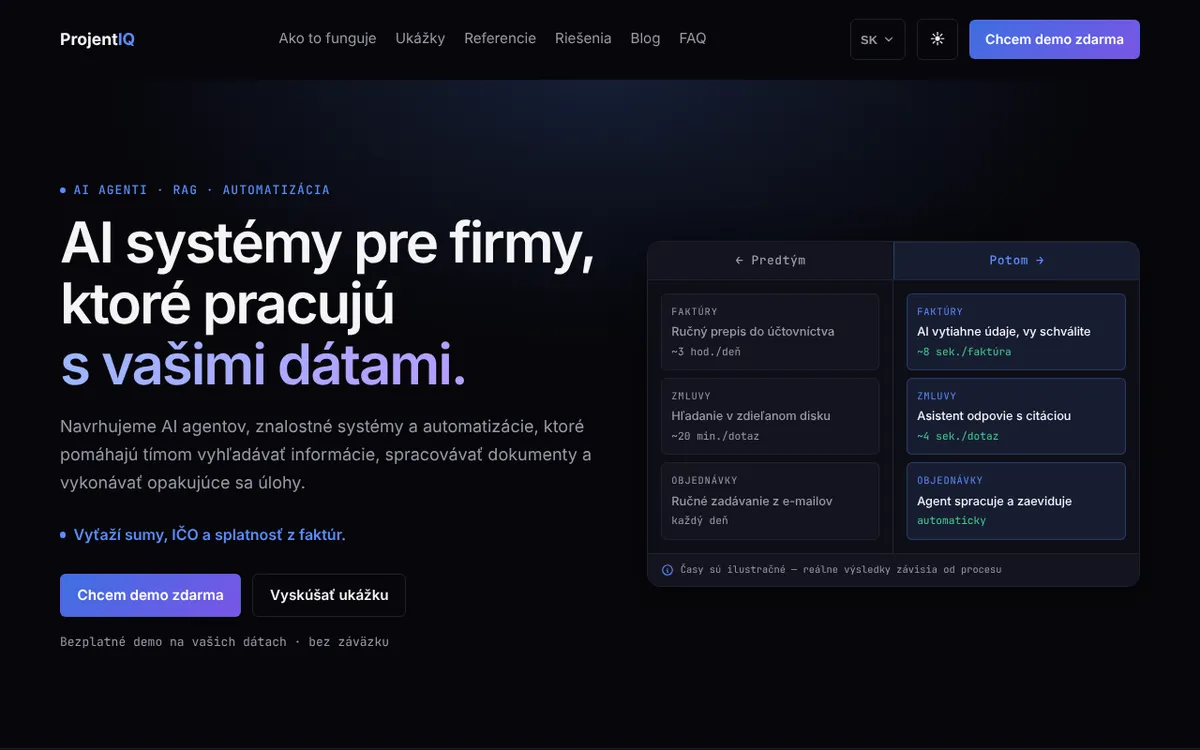 ProjentIQ
Ako to funguje
Ukážky
Referencie
Riešenia
Blog
FAQ
SK
Chcem demo zdarma
AI AGENTI · RAG · AUTOMATIZÁCIA
AI systémy pre firmy,
ktoré pracujú
s vašimi dátami.
Navrhujeme AI agentov, znalostné systémy a automatizácie, ktoré
pomáhajú tímom vyhľadávať informácie, spracovávať dokumenty a
vykonávať opakujúce sa úlohy.
Vyťaží sumy, IČO a splatnosť z faktúr.
Chcem demo zdarma
Vyskúšať ukážku
Bezplatné demo na vašich dátach · bez záväzku
← Predtým
Potom →
FAKTÚRY
Ručný prepis do účtovníctva
~3 hod./deň
FAKTÚRY
AI vytiahne údaje, vy schválite
~8 sek./faktúra
ZMLUVY
Hľadanie v zdieľanom disku
~20 min./dotaz
ZMLUVY
Asistent odpovie s citáciou
~4 sek./dotaz
OBJEDNÁVKY
Ručné zadávanie z e-mailov
každý deň
OBJEDNÁVKY
Agent spracuje a zaeviduje
automaticky
Časy sú ilustračné — reálne výsledky závisia od procesu